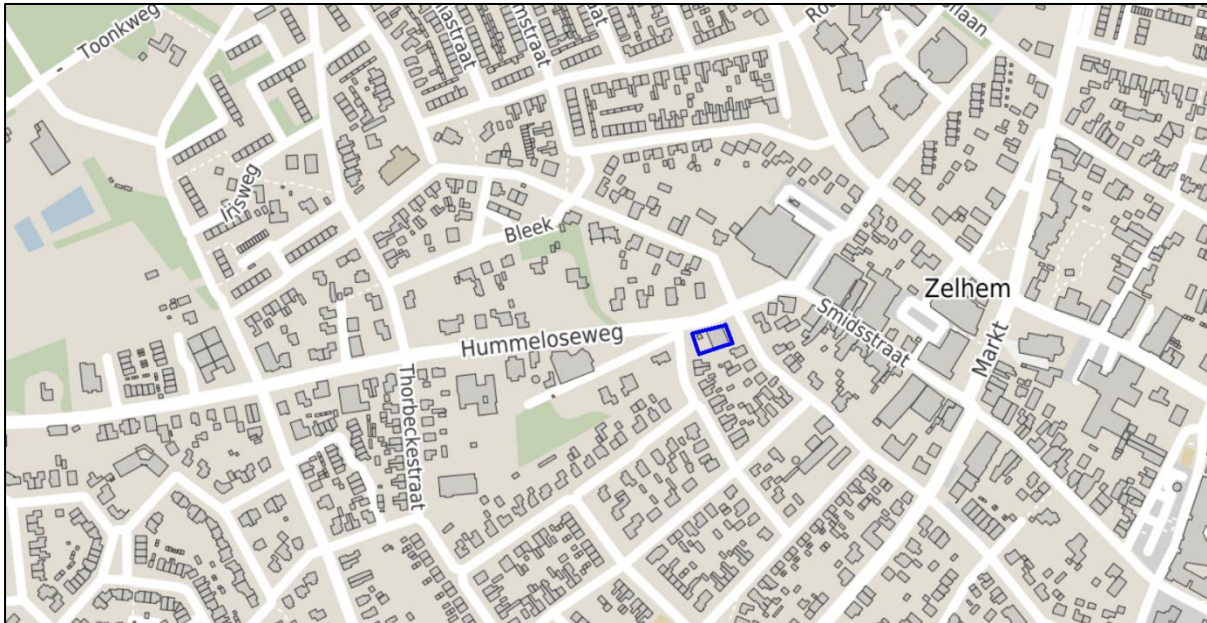 Toonkweg
Irisweg
Bleek
Hummeloseweg
Thorbeckestraat
Zelhem
Smidsstraat
Markt